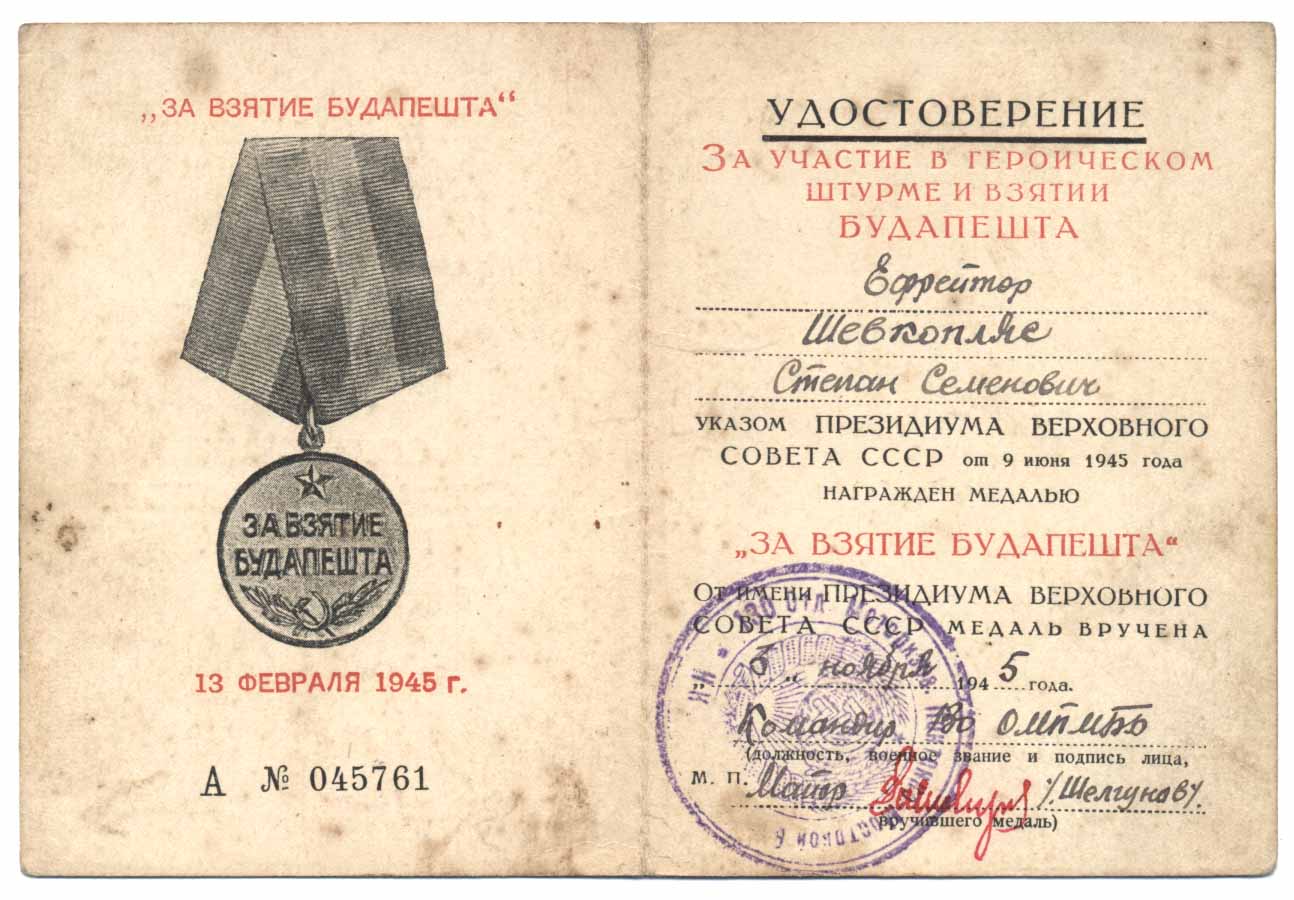 „ЗА ВЗЯТИЕ БУДАПЕШТА“
ЗА ВЗЯТИЕ
БУДАПЕШТА
13 ФЕВРАЛЯ 1945 г.
А № 045761
УДОСТОВЕРЕНИЕ
ЗА УЧАСТИЕ В ГЕРОИЧЕСКОМ
ШТУРМЕ И ВЗЯТИИ
БУДАПЕШТА
Ефрейтор
Шевкопляс
Степан Семенович
УКАЗОМ ПРЕЗИДИУМА ВЕРХОВНОГО
СОВЕТА СССР от 9 июня 1945 года
НАГРАЖДЕН МЕДАЛЬЮ
„ЗА ВЗЯТИЕ БУДАПЕШТА“
От имени ПРЕЗИДИУМА ВЕРХОВНОГО
СОВЕТА СССР МЕДАЛЬ ВРУЧЕНА
„ 5 „ ноября 1945 года.
Командир ОМПМБ
(должность, военное звание и подпись лица,
М. П. Майор /Шелгунов/.
вручившего медаль)